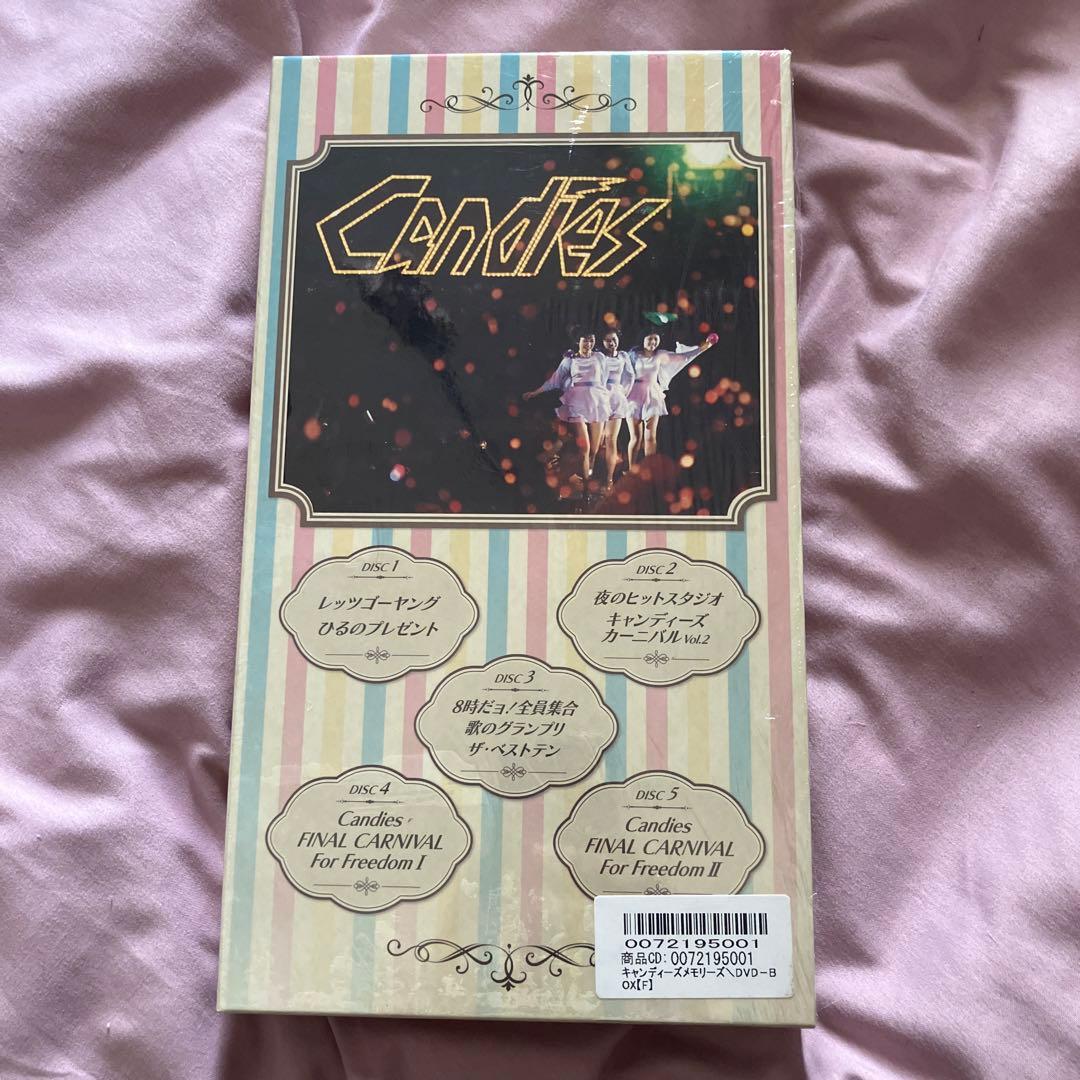 Candies
DISC 1
レッツゴーヤング
ひるのプレゼント
DISC 2
夜のヒットスタジオ
キャンディーズ
カーニバル Vol.2
DISC 3
8時だョ!全員集合
歌のグランプリ
ザ・ベストテン
DISC 4
Candies
FINAL CARNIVAL
For Freedom I
DISC 5
Candies
FINAL CARNIVAL
For Freedom II
0072195001
商品CD: 0072195001
キャンディーズメモリーズ\DVD-B
OX【F】